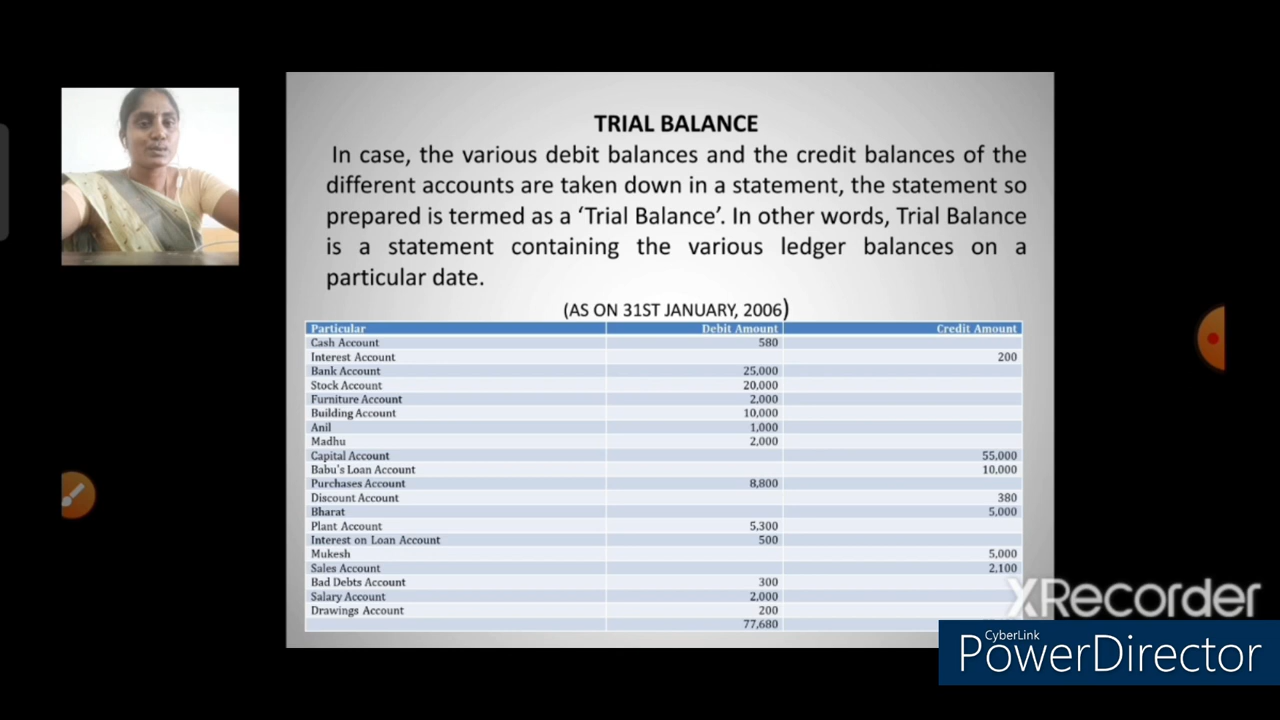 TRIAL BALANCE
In case, the various debit balances and the credit balances of the
different accounts are taken down in a statement, the statement so
prepared is termed as a ‘Trial Balance’. In other words, Trial Balance
is a statement containing the various ledger balances on a
particular date.
(AS ON 31ST JANUARY, 2006)
Particular Debit Amount Credit Amount
Cash Account 580
Interest Account 200
Bank Account 25,000
Stock Account 20,000
Furniture Account 2,000
Building Account 10,000
Anil 1,000
Madhu 2,000
Capital Account 55,000
Babu's Loan Account 10,000
Purchases Account 8,800
Discount Account 380
Bharat 5,000
Plant Account 5,300
Interest on Loan Account 500
Mukesh 5,000
Sales Account 2,100
Bad Debts Account 300
Salary Account 2,000
Drawings Account 200
77,680
XRecorder
CyberLink
PowerDirector